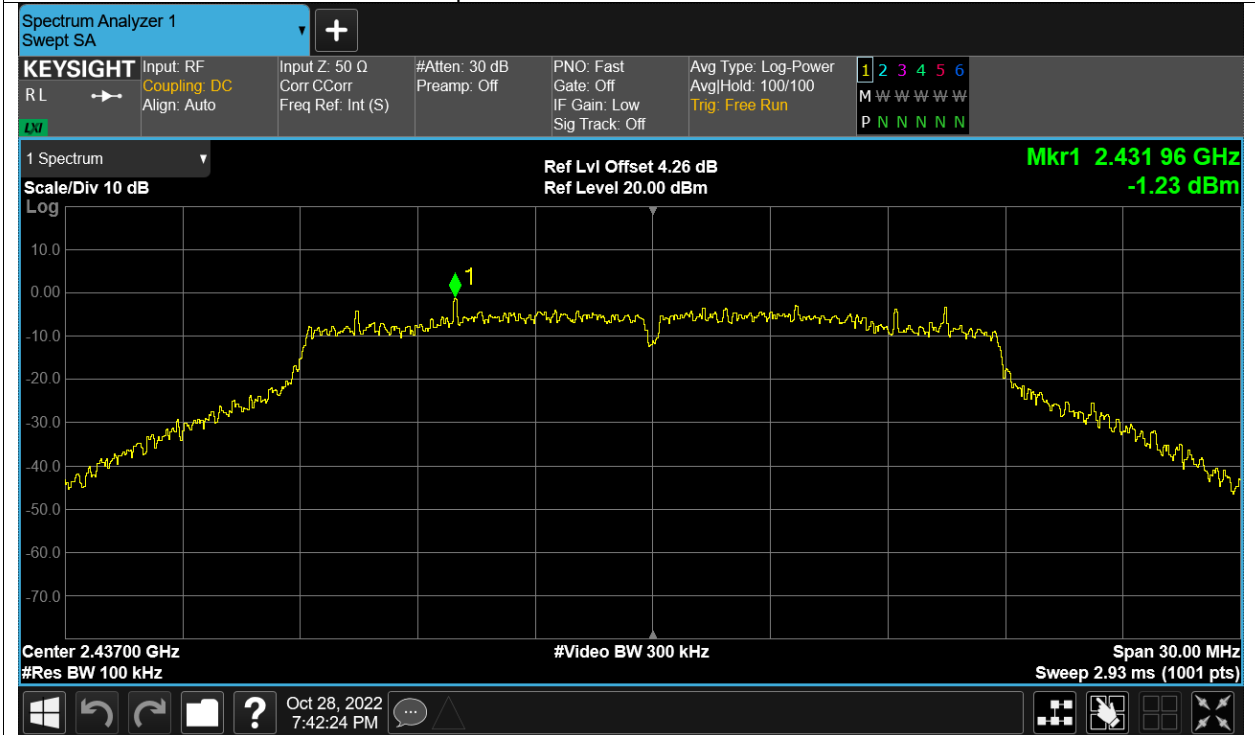 Spectrum Analyzer 1
Swept SA
KEYSIGHT
R L
LXI
Input: RF
Coupling: DC
Align: Auto
Input Z: 50 Ω
Corr CCorr
Freq Ref: Int (S)
#Atten: 30 dB
Preamp: Off
PNO: Fast
Gate: Off
IF Gain: Low
Sig Track: Off
Avg Type: Log-Power
Avg|Hold: 100/100
Trig: Free Run
1 2 3 4 5 6
M W W W W W
P N N N N N
1 Spectrum
Scale/Div 10 dB
Log
Ref Lvl Offset 4.26 dB
Ref Level 20.00 dBm
Mkr1 2.431 96 GHz
-1.23 dBm
1
10.0
0.00
-10.0
-20.0
-30.0
-40.0
-50.0
-60.0
-70.0
Center 2.43700 GHz
#Res BW 100 kHz
#Video BW 300 kHz
Span 30.00 MHz
Sweep 2.93 ms (1001 pts)
?
Oct 28, 2022
7:42:24 PM